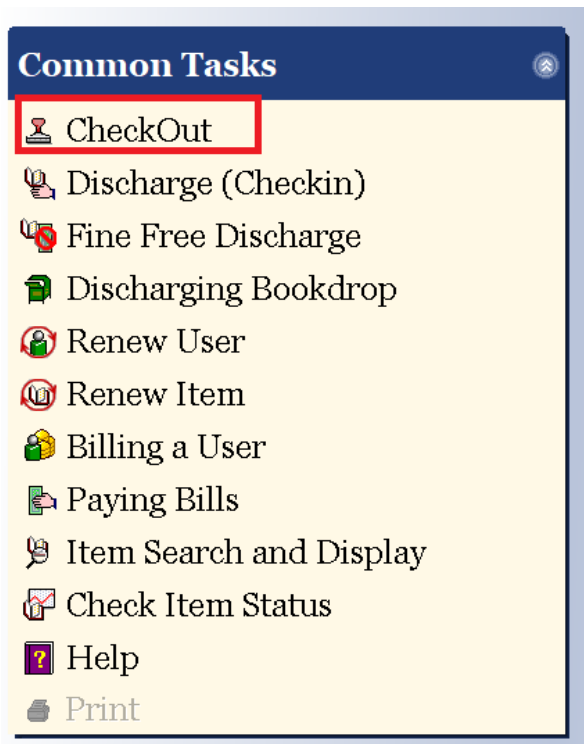 Common Tasks
CheckOut
Discharge (Checkin)
Fine Free Discharge
Discharging Bookdrop
Renew User
Renew Item
Billing a User
Paying Bills
Item Search and Display
Check Item Status
? Help
Print